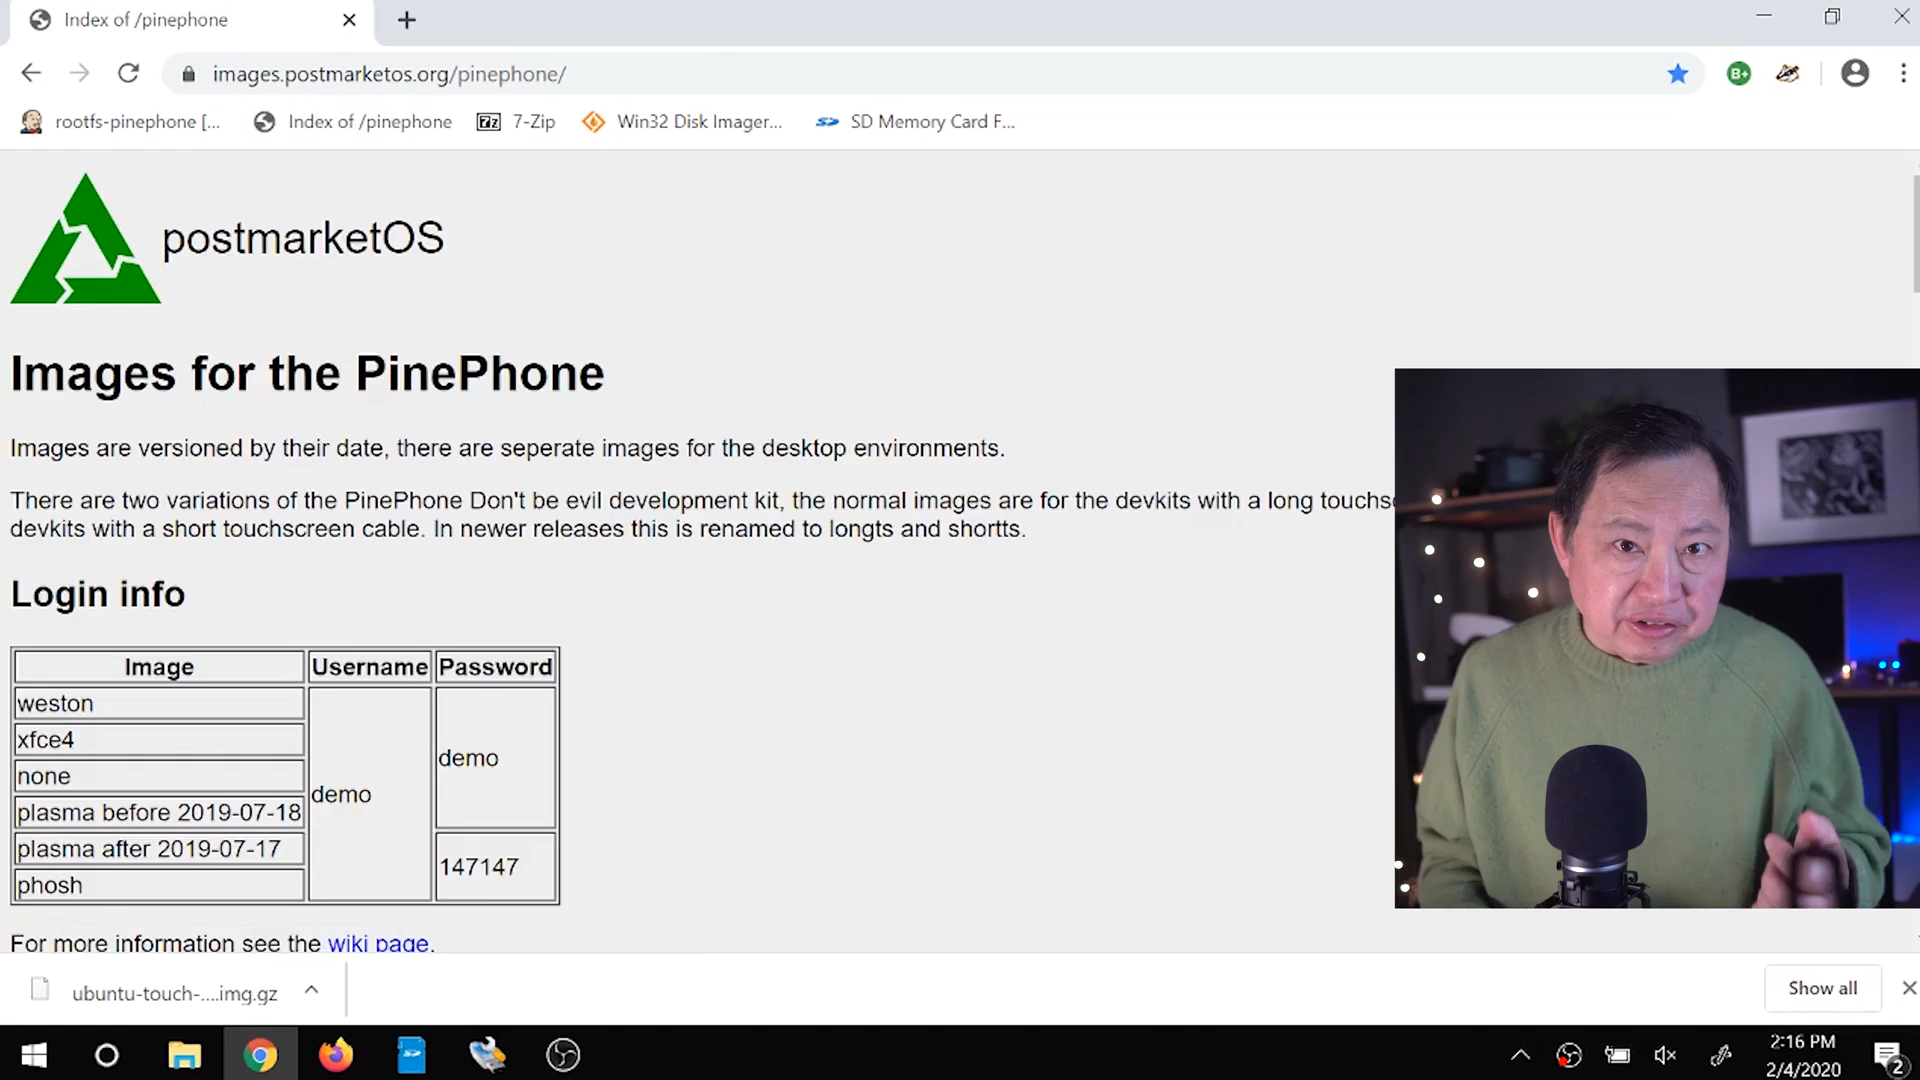 Index of /pinephone
images.postmarketos.org/pinephone/
B+
rootfs-pinephone [...
Index of /pinephone
7z
7-Zip
Win32 Disk Imager...
SD Memory Card F...
postmarketOS
Images for the PinePhone
Images are versioned by their date, there are seperate images for the desktop environments.
There are two variations of the PinePhone Don't be evil development kit, the normal images are for the devkits with a long touchsc
devkits with a short touchscreen cable. In newer releases this is renamed to longts and shortts.
Login info
Image Username Password
weston
xfce4
demo
none
demo
plasma before 2019-07-18
plasma after 2019-07-17
147147
phosh
For more information see the wiki page.
ubuntu-touch-....img.gz
Show all
2:16 PM
2/4/2020
2